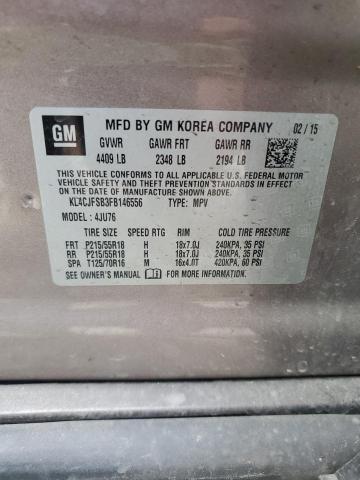 GM
MFD BY GM KOREA COMPANY 02/15
GVWR GAWR FRT GAWR RR
4409 LB 2348 LB 2194 LB
THIS VEHICLE CONFORMS TO ALL APPLICABLE U.S. FEDERAL MOTOR
VEHICLE SAFETY, BUMPER, AND THEFT PREVENTION STANDARDS IN EFFECT ON THE
DATE OF MANUFACTURE SHOWN ABOVE.
KL4CJFSB3FB146556 TYPE: MPV
MODEL: 4JU76
TIRE SIZE SPEED RTG RIM COLD TIRE PRESSURE
FRT P215/55R18 H 18x7.0J 240KPA, 35 PSI
RR P215/55R18 H 18x7.0J 240KPA, 35 PSI
SPA T125/70R16 M 16x4.0T 420KPA, 60 PSI
SEE OWNER'S MANUAL FOR ADDITIONAL INFORMATION.